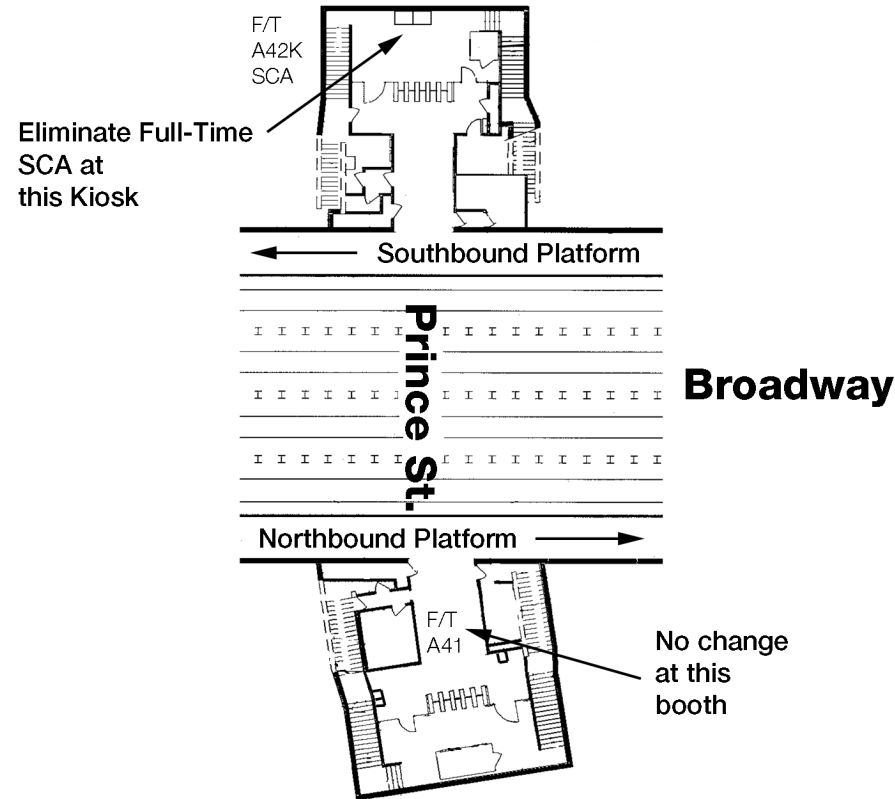 F/T
A42K
SCA
Eliminate Full-Time
SCA at
this Kiosk
Southbound Platform
Prince St.
Broadway
Northbound Platform
F/T
A41
No change
at this
booth